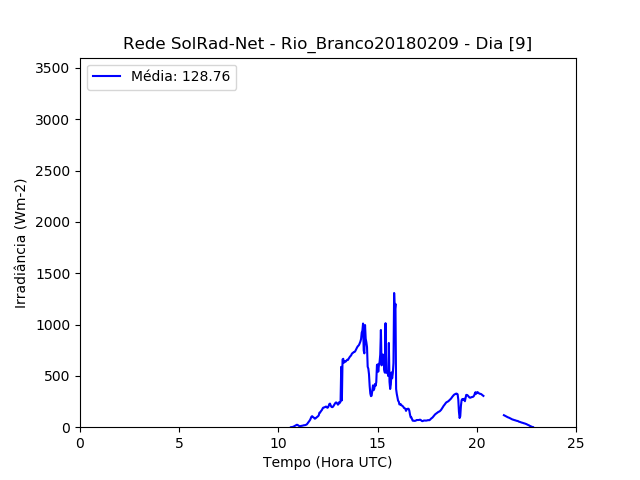 Rede SolRad-Net - Rio_Branco20180209 - Dia [9]
Média: 128.76
Irradiância (Wm-2)
3500
3000
2500
2000
1500
1000
500
0
0 5 10 15 20 25
Tempo (Hora UTC)